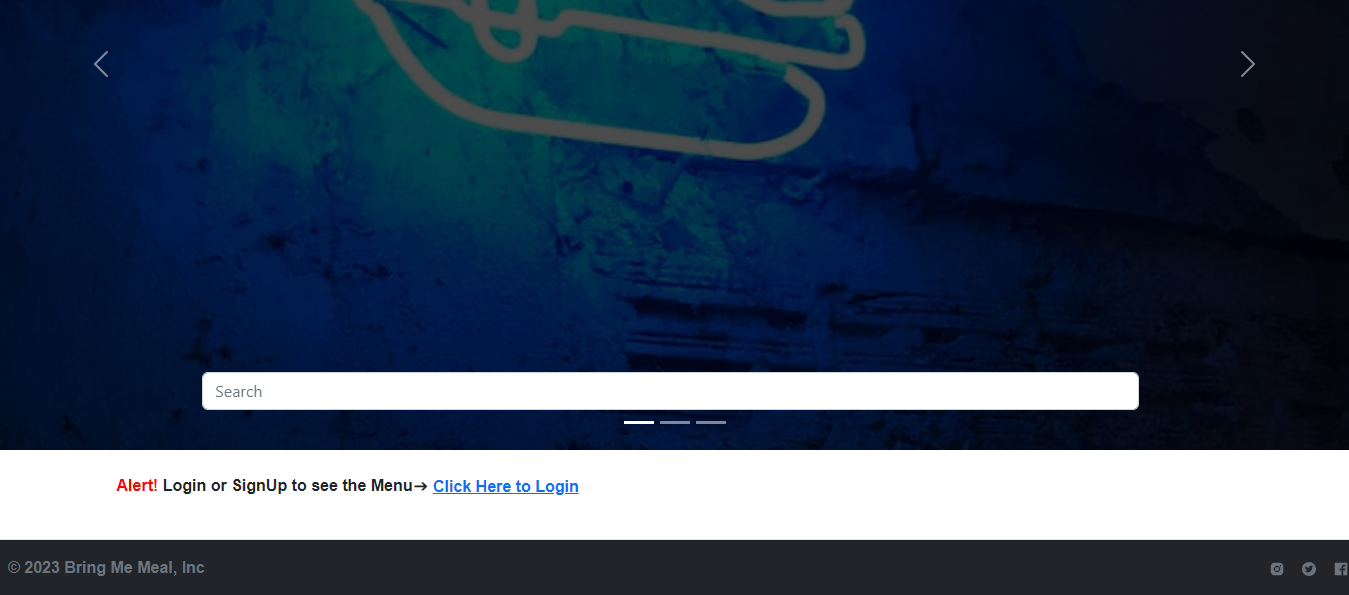 Search
Alert! Login or SignUp to see the Menu→ Click Here to Login
© 2023 Bring Me Meal, Inc